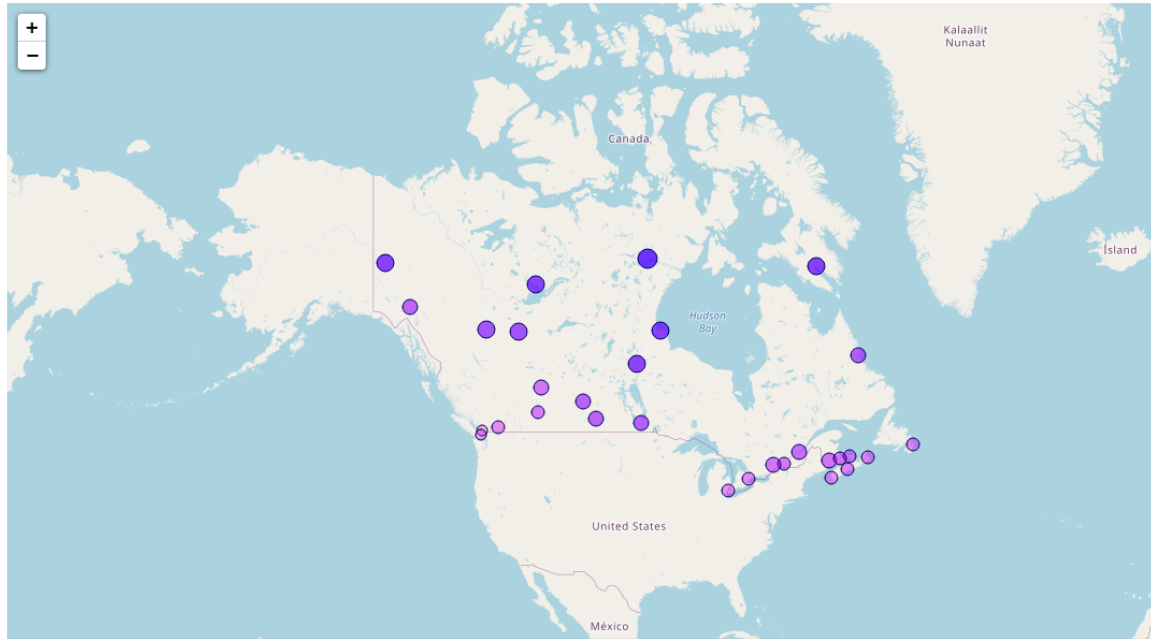 +
−
Kalaallit
Nunaat
Canada
Ísland
Hudson
Bay
United States
México